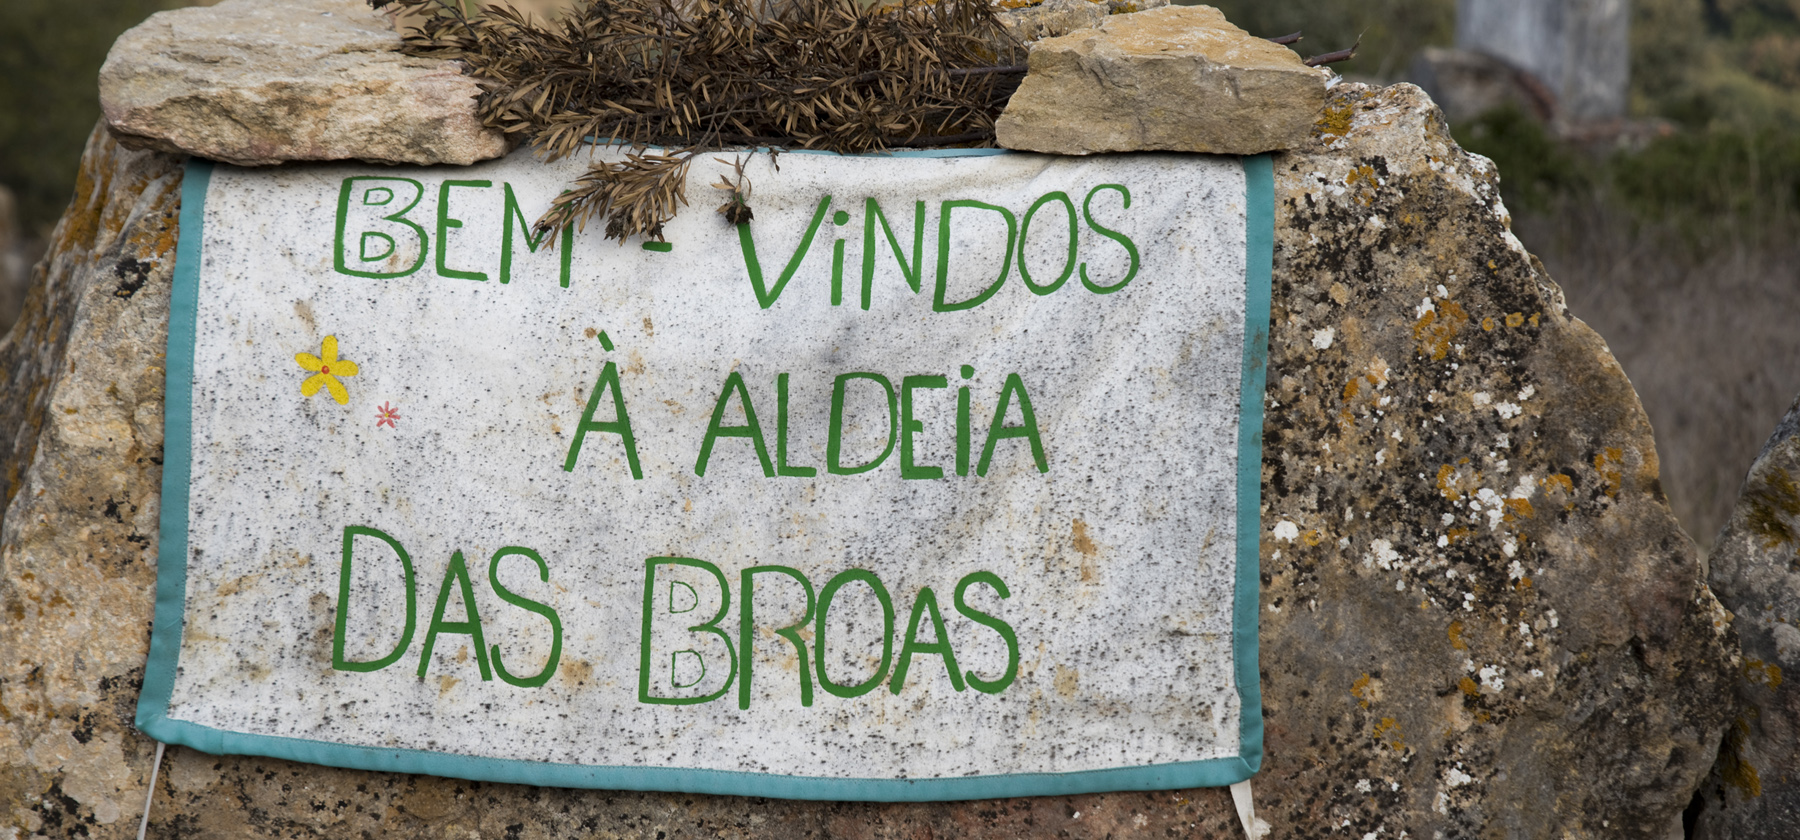 BEM - ViNDOS
À ALDEiA
DAS BROAS